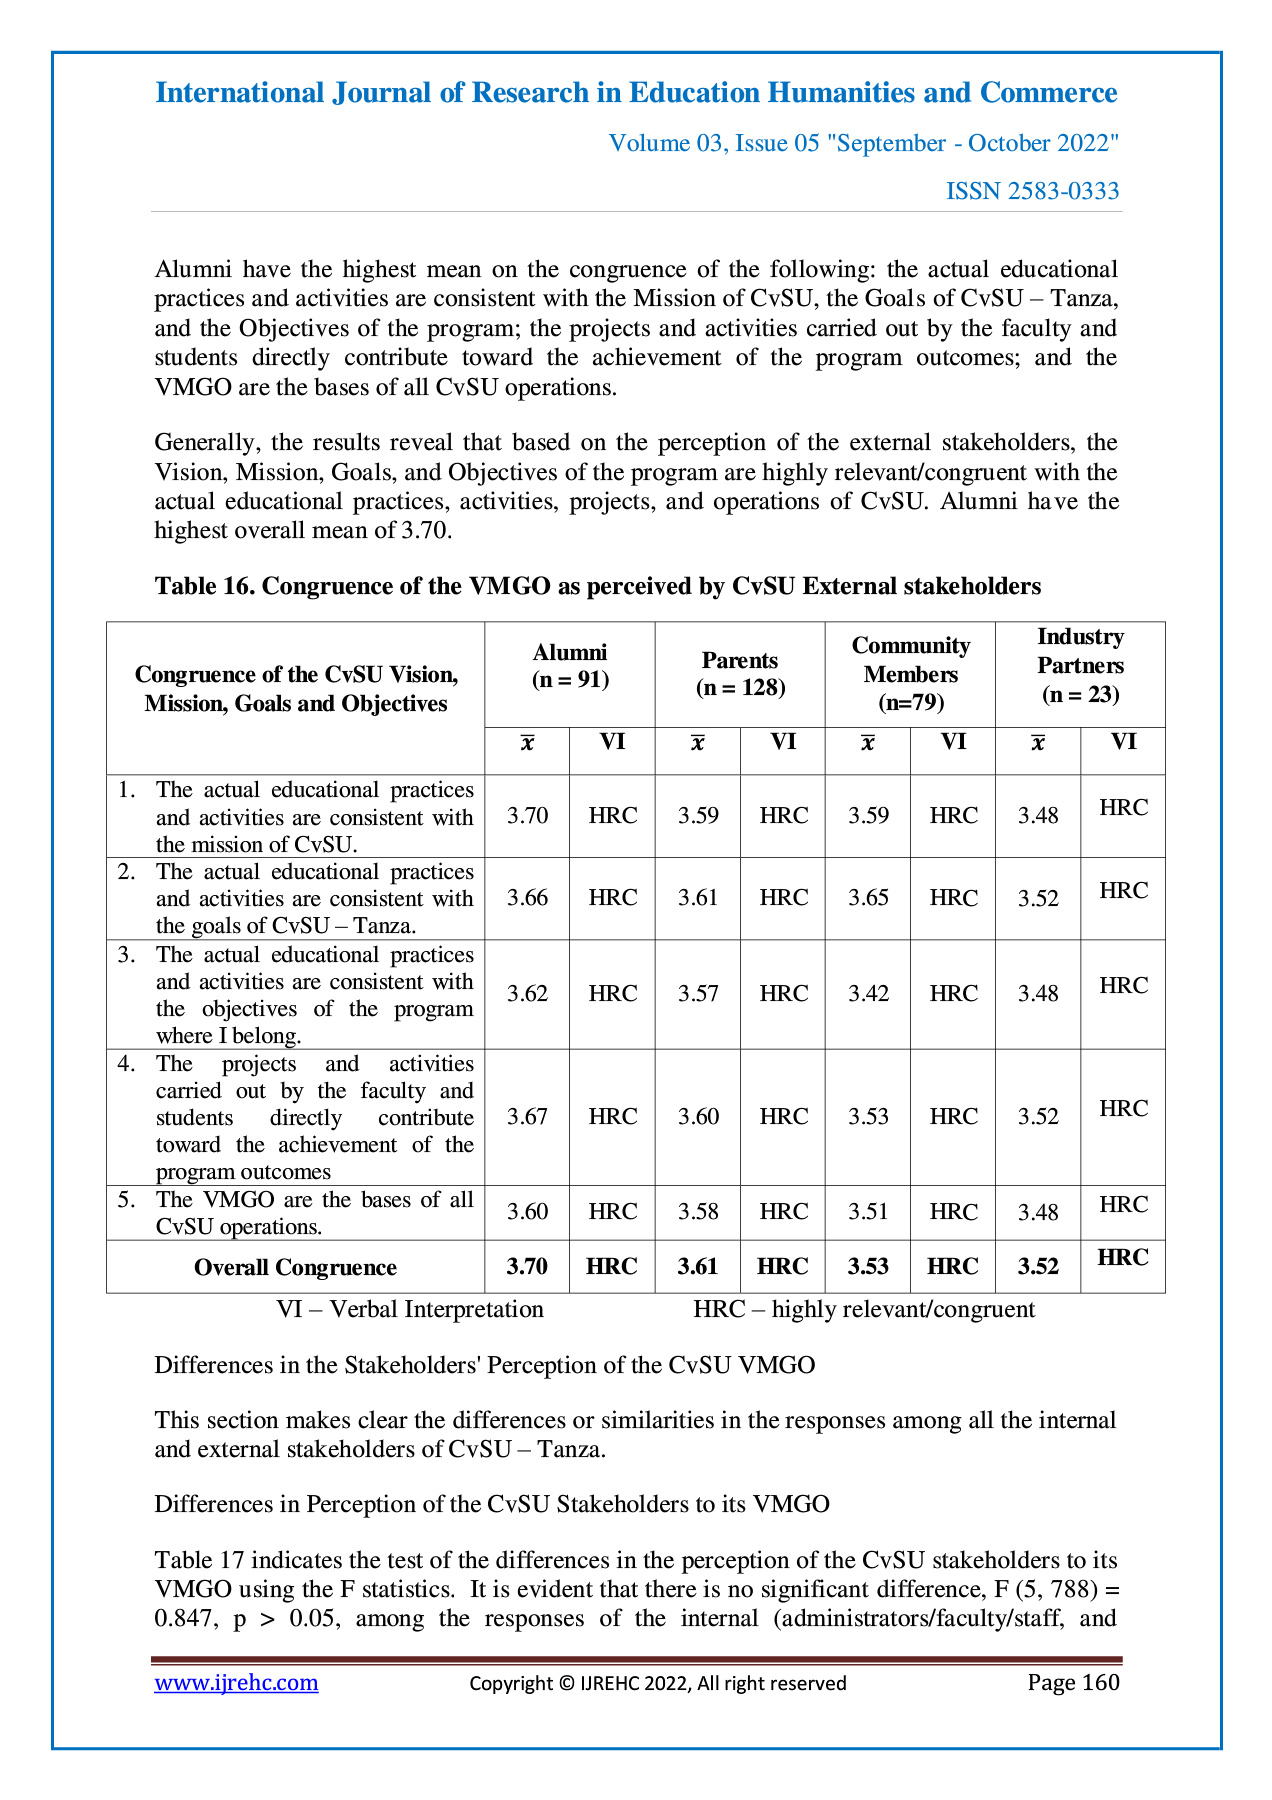 International Journal of Research in Education Humanities and Commerce
Volume 03, Issue 05 "September - October 2022"
ISSN 2583-0333
Alumni have the highest mean on the congruence of the following: the actual educational
practices and activities are consistent with the Mission of CvSU, the Goals of CvSU – Tanza,
and the Objectives of the program; the projects and activities carried out by the faculty and
students directly contribute toward the achievement of the program outcomes; and the
VMGO are the bases of all CvSU operations.
Generally, the results reveal that based on the perception of the external stakeholders, the
Vision, Mission, Goals, and Objectives of the program are highly relevant/congruent with the
actual educational practices, activities, projects, and operations of CvSU. Alumni have the
highest overall mean of 3.70.
Table 16. Congruence of the VMGO as perceived by CvSU External stakeholders
Congruence of the CvSU Vision,
Mission, Goals and Objectives
Alumni
(n = 91)
Parents
(n = 128)
Community
Members
(n=79)
Industry
Partners
(n = 23)
x̅ VI x̅ VI x̅ VI x̅ VI
1. The actual educational practices
and activities are consistent with
the mission of CvSU.
3.70 HRC 3.59 HRC 3.59 HRC 3.48 HRC
2. The actual educational practices
and activities are consistent with
the goals of CvSU – Tanza.
3.66 HRC 3.61 HRC 3.65 HRC 3.52 HRC
3. The actual educational practices
and activities are consistent with
the objectives of the program
where I belong.
3.62 HRC 3.57 HRC 3.42 HRC 3.48 HRC
4. The projects and activities
carried out by the faculty and
students directly contribute
toward the achievement of the
program outcomes
3.67 HRC 3.60 HRC 3.53 HRC 3.52 HRC
5. The VMGO are the bases of all
CvSU operations.
3.60 HRC 3.58 HRC 3.51 HRC 3.48 HRC
Overall Congruence 3.70 HRC 3.61 HRC 3.53 HRC 3.52 HRC
VI – Verbal Interpretation HRC – highly relevant/congruent
Differences in the Stakeholders' Perception of the CvSU VMGO
This section makes clear the differences or similarities in the responses among all the internal
and external stakeholders of CvSU – Tanza.
Differences in Perception of the CvSU Stakeholders to its VMGO
Table 17 indicates the test of the differences in the perception of the CvSU stakeholders to its
VMGO using the F statistics. It is evident that there is no significant difference, F (5, 788) =
0.847, p > 0.05, among the responses of the internal (administrators/faculty/staff, and
www.ijrehc.com Copyright © IJREHC 2022, All right reserved Page 160